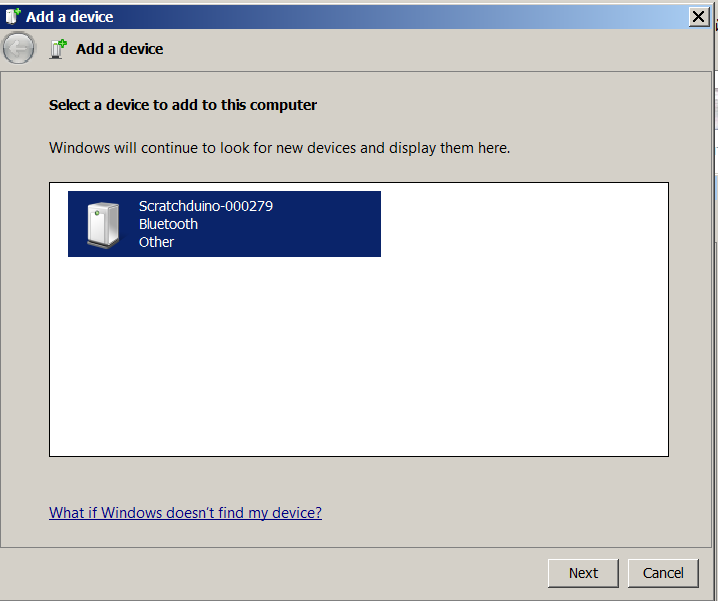 Add a device
Add a device
Select a device to add to this computer
Windows will continue to look for new devices and display them here.
Scratchduino-000279
Bluetooth
Other
What if Windows doesn't find my device?
Next
Cancel